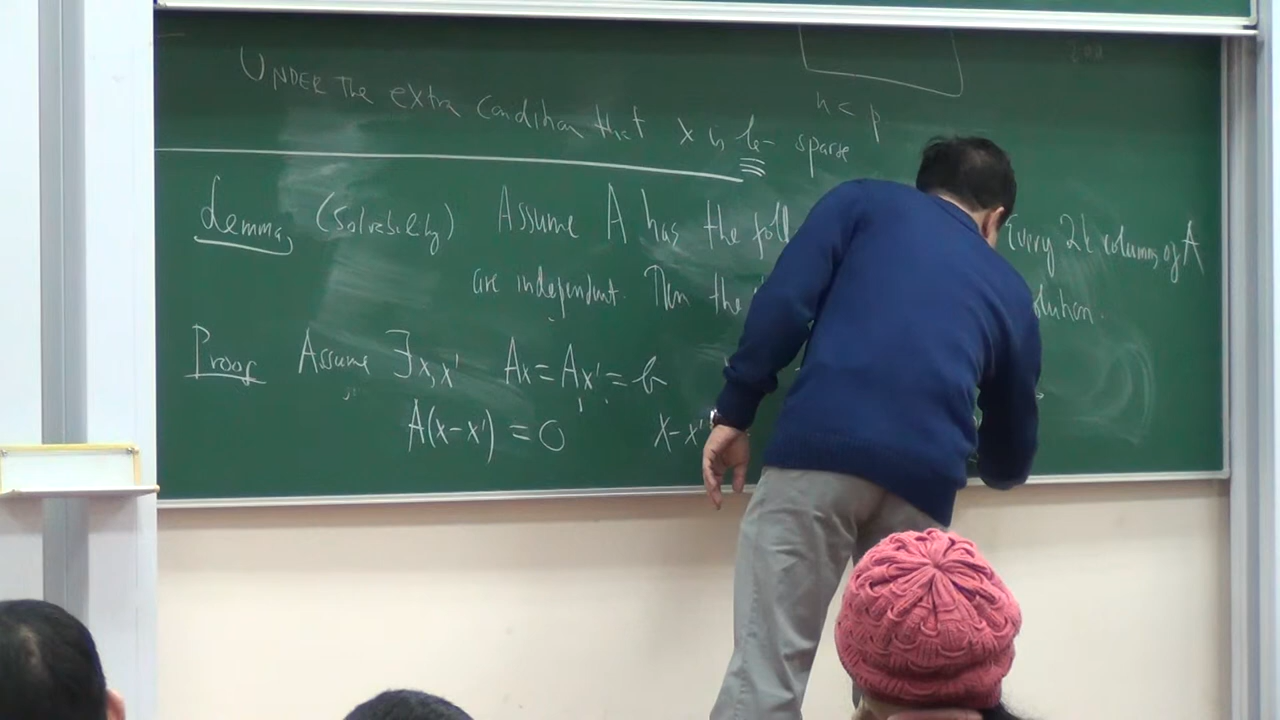 n < p
UNDER the extra condition that x is k- sparse
Lemma (Solvability) Assume A has the foll Every 2k columns of A
are independent. Then the olution.
Proof Assume ∃x,x' Ax = Ax' = b
A(x-x') = 0 x-x'